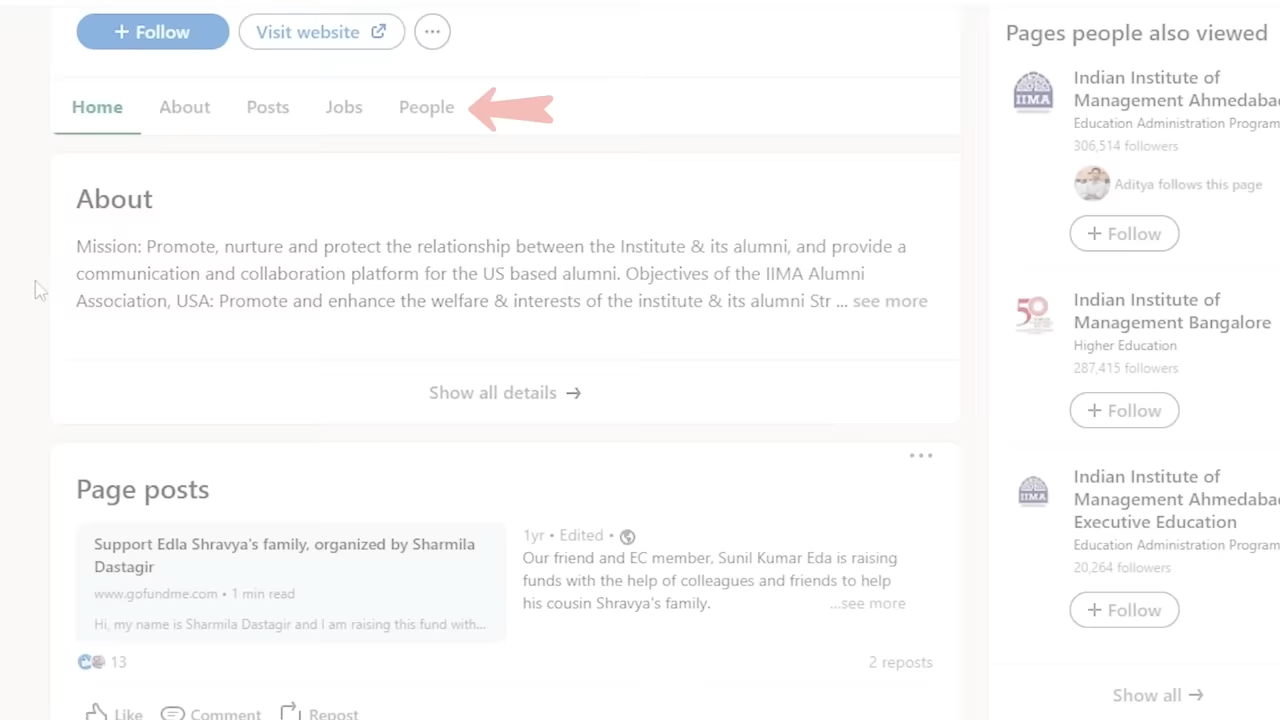 + Follow
Visit website
Home
About
Posts
Jobs
People
About
Mission: Promote, nurture and protect the relationship between the Institute & its alumni, and provide a
communication and collaboration platform for the US based alumni. Objectives of the IIMA Alumni
Association, USA: Promote and enhance the welfare & interests of the institute & its alumni Str ... see more
Show all details →
Page posts
Support Edla Shravya's family, organized by Sharmila
Dastagir
www.gofundme.com • 1 min read
Hi, my name is Sharmila Dastagir and I am raising this fund with...
1yr • Edited •
Our friend and EC member, Sunil Kumar Eda is raising
funds with the help of colleagues and friends to help
his cousin Shravya's family.
...see more
13
2 reposts
Like
Comment
Repost
Pages people also viewed
IIMA
Indian Institute of
Management Ahmedabac
Education Administration Program
306,514 followers
Aditya follows this page
+ Follow
50
Indian Institute of
Management Bangalore
Higher Education
287,415 followers
+ Follow
IIMA
Indian Institute of
Management Ahmedabac
Executive Education
Education Administration Program
20,264 followers
+ Follow
Show all →